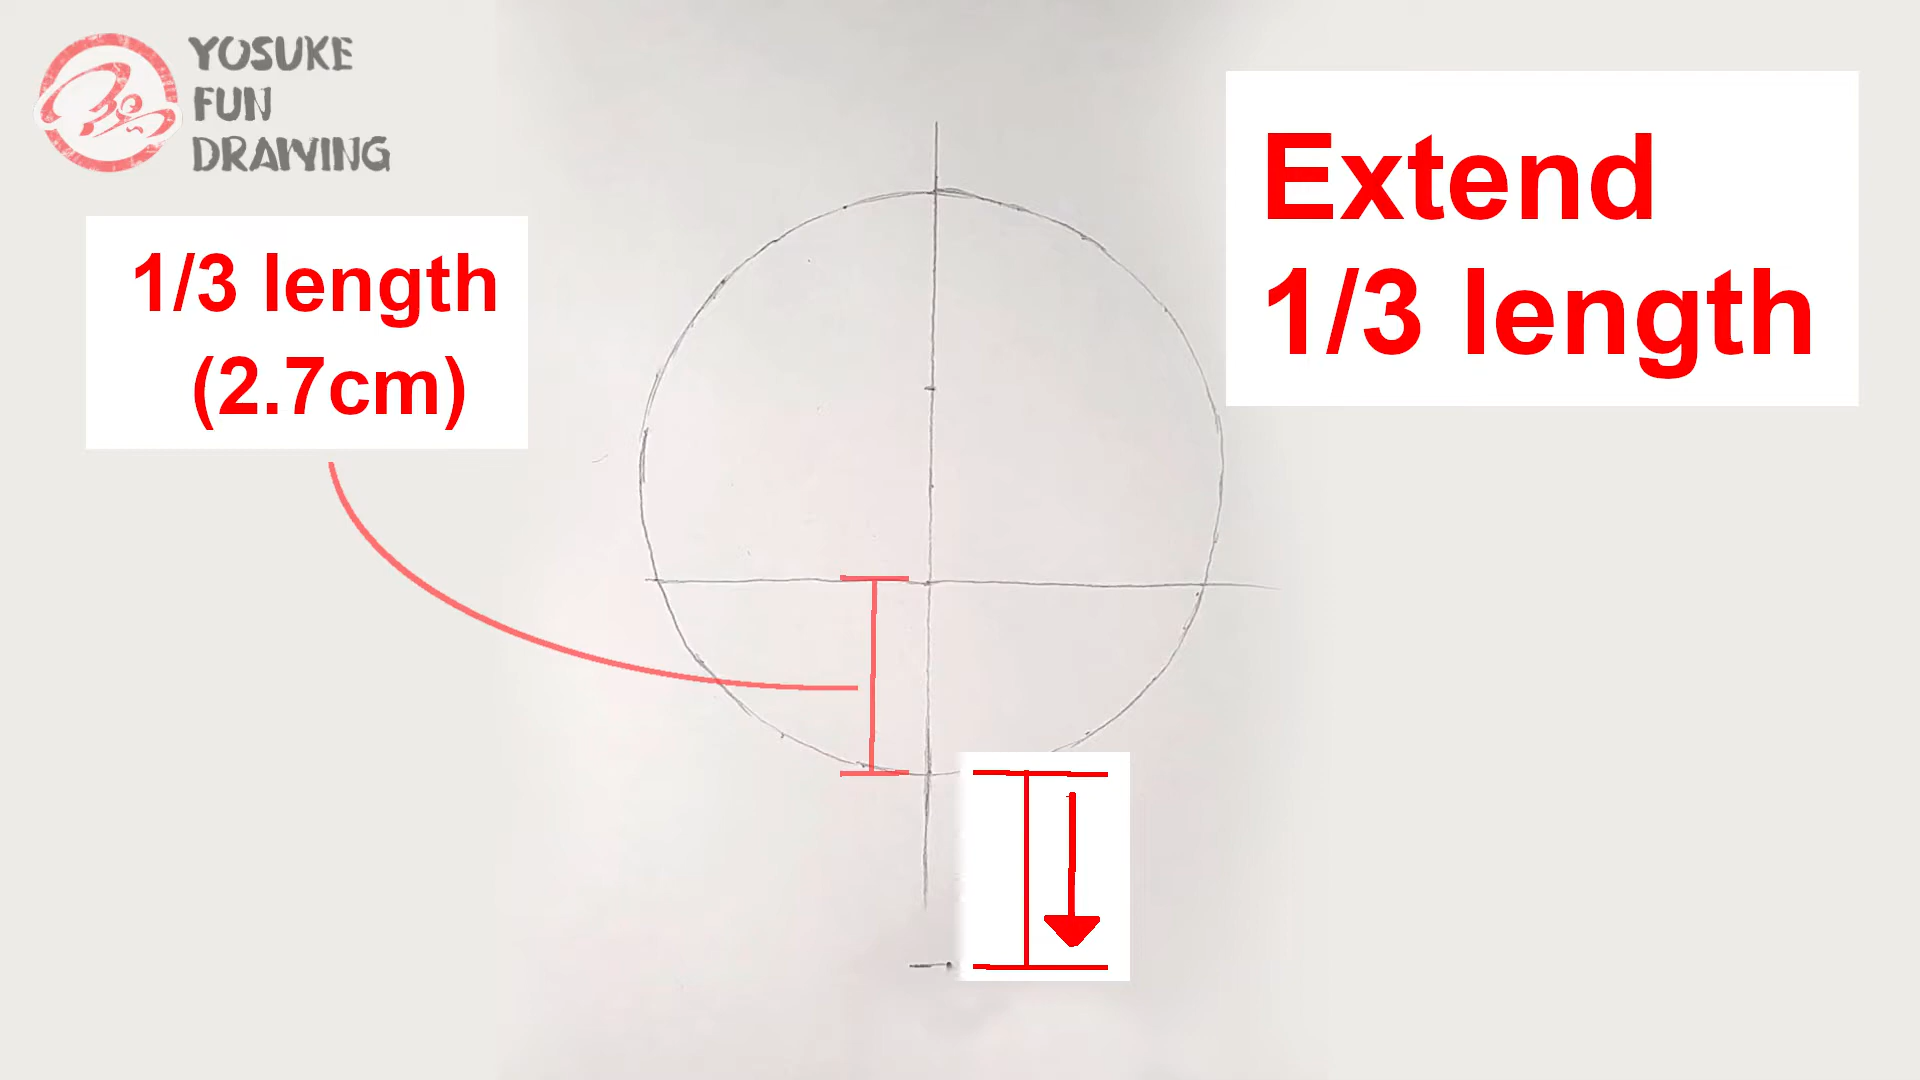 YOSUKE
FUN
DRAWING
1/3 length
(2.7cm)
Extend
1/3 length